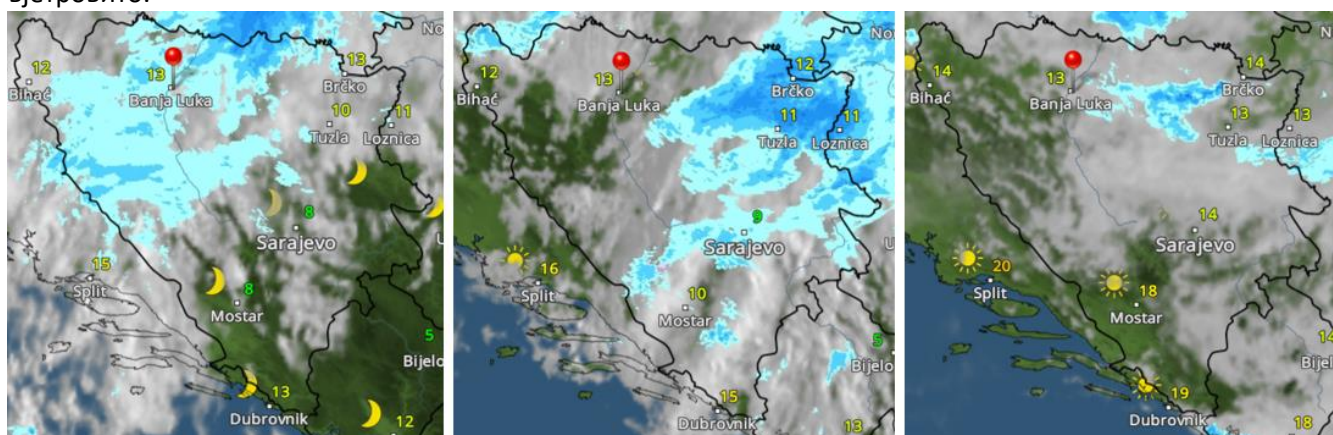 12
Bihać
13
Banja Luka
13
Brčko
10
Tuzla
11
Loznica
8
Sarajevo
15
Split
8
Mostar
5
13
Dubrovnik
12
12
Bihać
13
Banja Luka
12
Brčko
11
Tuzla
11
Loznica
9
Sarajevo
16
Split
10
Mostar
5
15
Dubrovnik
13
14
Bihać
13
Banja Luka
14
Brčko
13
Tuzla
13
Loznica
14
Sarajevo
20
Split
18
Mostar
14
19
Dubrovnik
18